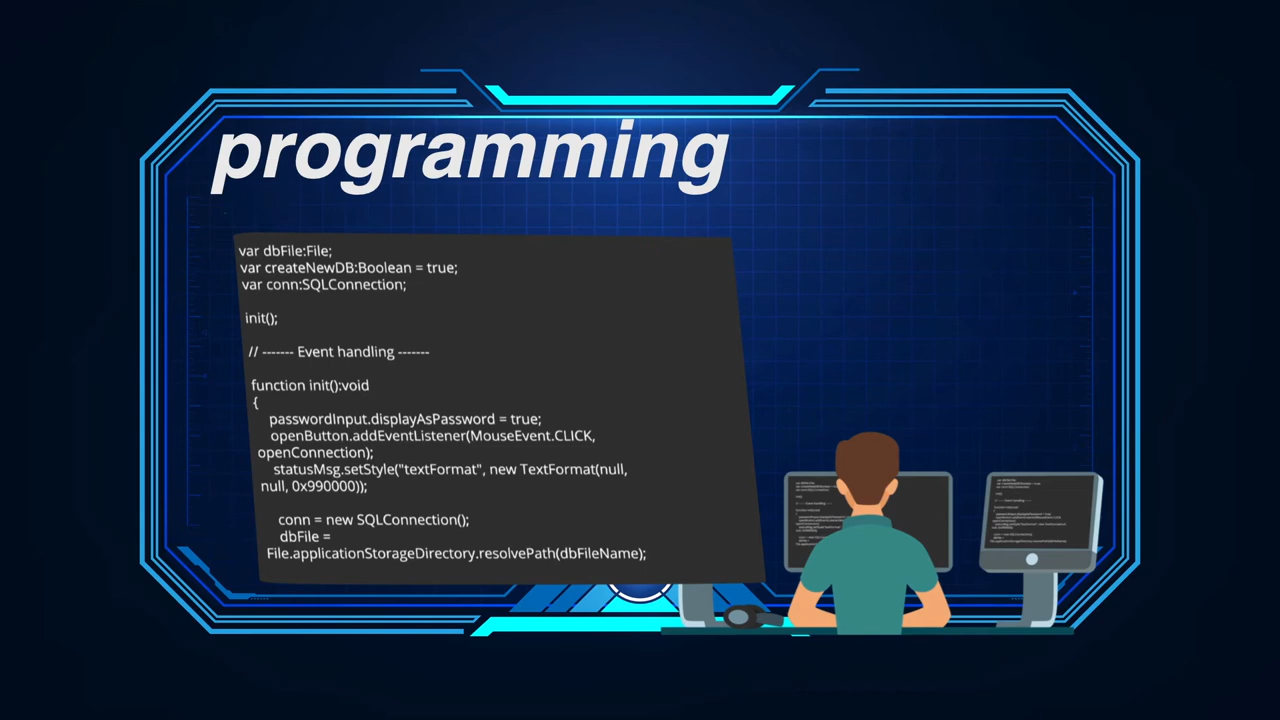 programming
var dbFile:File;
var createNewDB:Boolean = true;
var conn:SQLConnection;
init();
// ------- Event handling -------
function init():void
{
passwordInput.displayAsPassword = true;
openButton.addEventListener(MouseEvent.CLICK,
openConnection);
statusMsg.setStyle("textFormat", new TextFormat(null,
null, 0x990000));
conn = new SQLConnection();
dbFile =
File.applicationStorageDirectory.resolvePath(dbFileName);